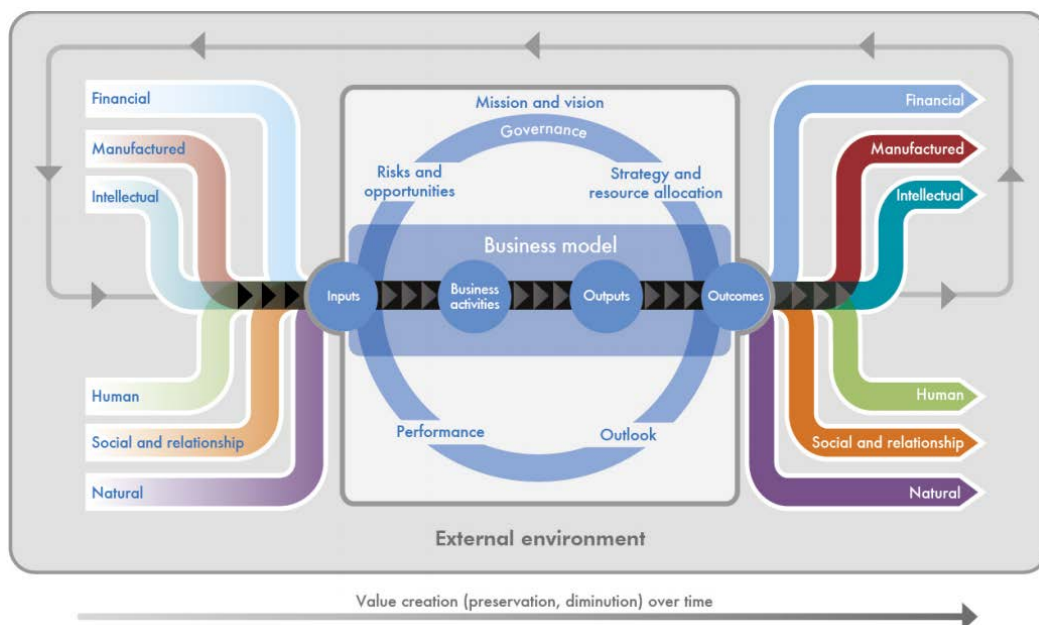 Financial
Manufactured
Intellectual
Human
Social and relationship
Natural
Mission and vision
Governance
Risks and
opportunities
Strategy and
resource allocation
Business model
Inputs
Business
activities
Outputs
Outcomes
Performance
Outlook
Financial
Manufactured
Intellectual
Human
Social and relationship
Natural
External environment
Value creation (preservation, diminution) over time